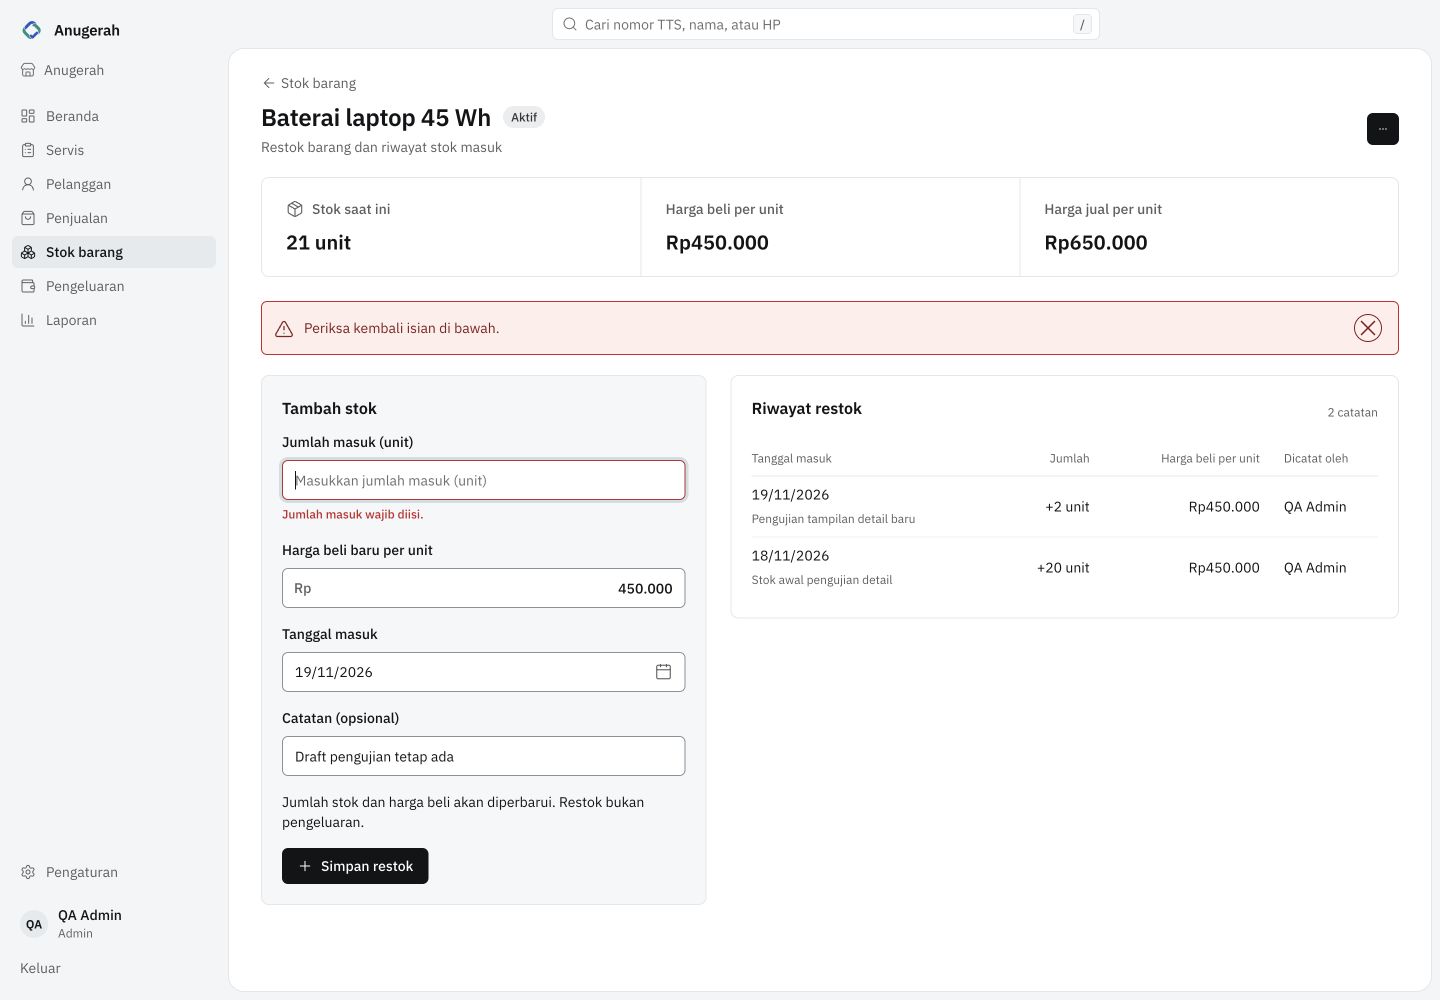 Anugerah
Cari nomor TTS, nama, atau HP
/
Anugerah
Beranda
Servis
Pelanggan
Penjualan
Stok barang
Pengeluaran
Laporan
Pengaturan
QA
QA Admin
Admin
Keluar
← Stok barang
Baterai laptop 45 Wh
Aktif
Restok barang dan riwayat stok masuk
...
Stok saat ini
21 unit
Harga beli per unit
Rp450.000
Harga jual per unit
Rp650.000
Periksa kembali isian di bawah.
Tambah stok
Jumlah masuk (unit)
Masukkan jumlah masuk (unit)
Jumlah masuk wajib diisi.
Harga beli baru per unit
Rp 450.000
Tanggal masuk
19/11/2026
Catatan (opsional)
Draft pengujian tetap ada
Jumlah stok dan harga beli akan diperbarui. Restok bukan
pengeluaran.
+ Simpan restok
Riwayat restok
2 catatan
Tanggal masuk Jumlah Harga beli per unit Dicatat oleh
19/11/2026
Pengujian tampilan detail baru
+2 unit Rp450.000 QA Admin
18/11/2026
Stok awal pengujian detail
+20 unit Rp450.000 QA Admin